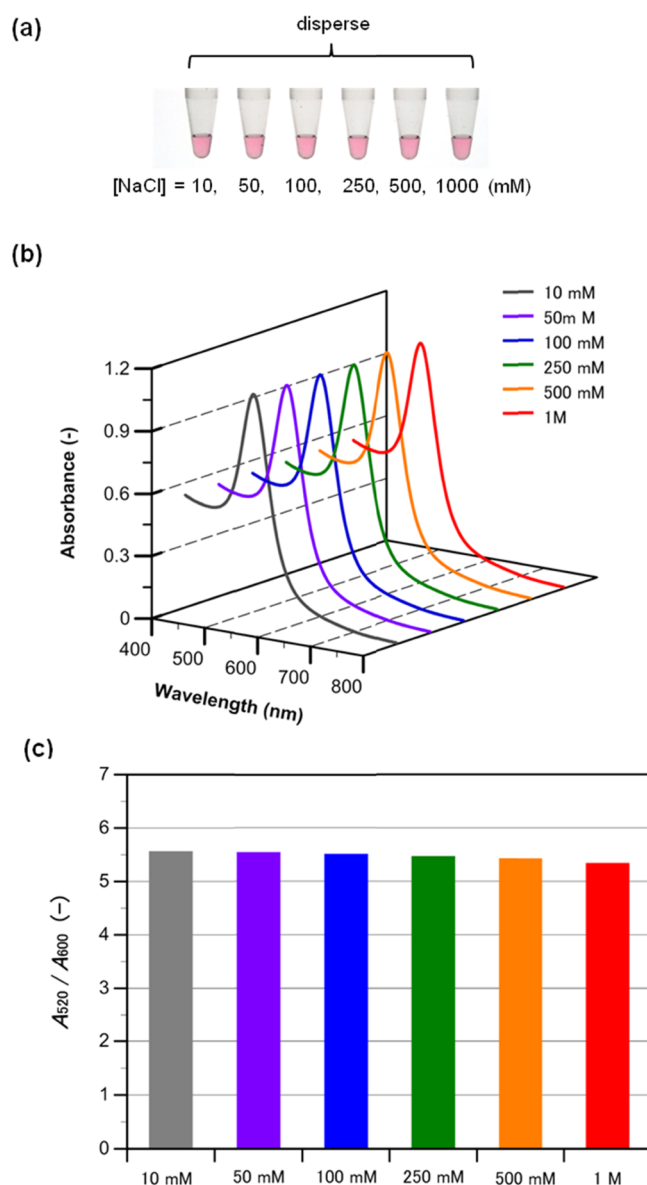 (a)
disperse
[NaCl] = 10, 50, 100, 250, 500, 1000 (mM)
(b)
10 mM
50m M
100 mM
250 mM
500 mM
1M
1.2
0.9
0.6
0.3
0
Absorbance (-)
400 500 600 700 800
Wavelength (nm)
(c)
7
6
5
4
3
2
1
0
A520 / A600 (−)
10 mM 50 mM 100 mM 250 mM 500 mM 1 M